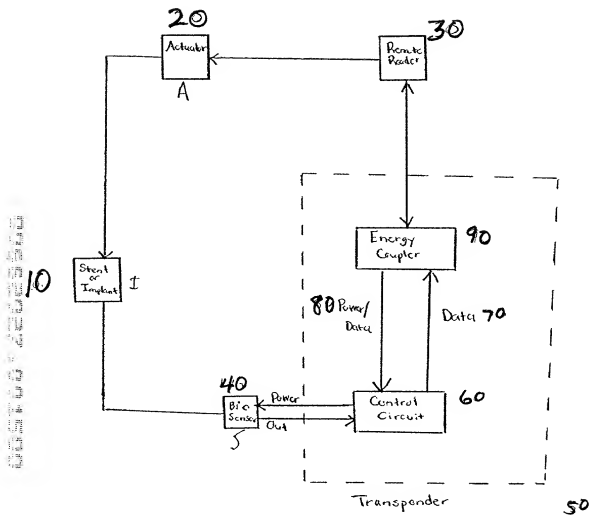 20
Actuator
A
30
Remote
Reader
10
Stent
or
Implant
I
Energy
Coupler
90
80 Power/
Data
Data 70
40
Bio
Sensor
S
Power
Out
Control
Circuit
60
Transponder
50